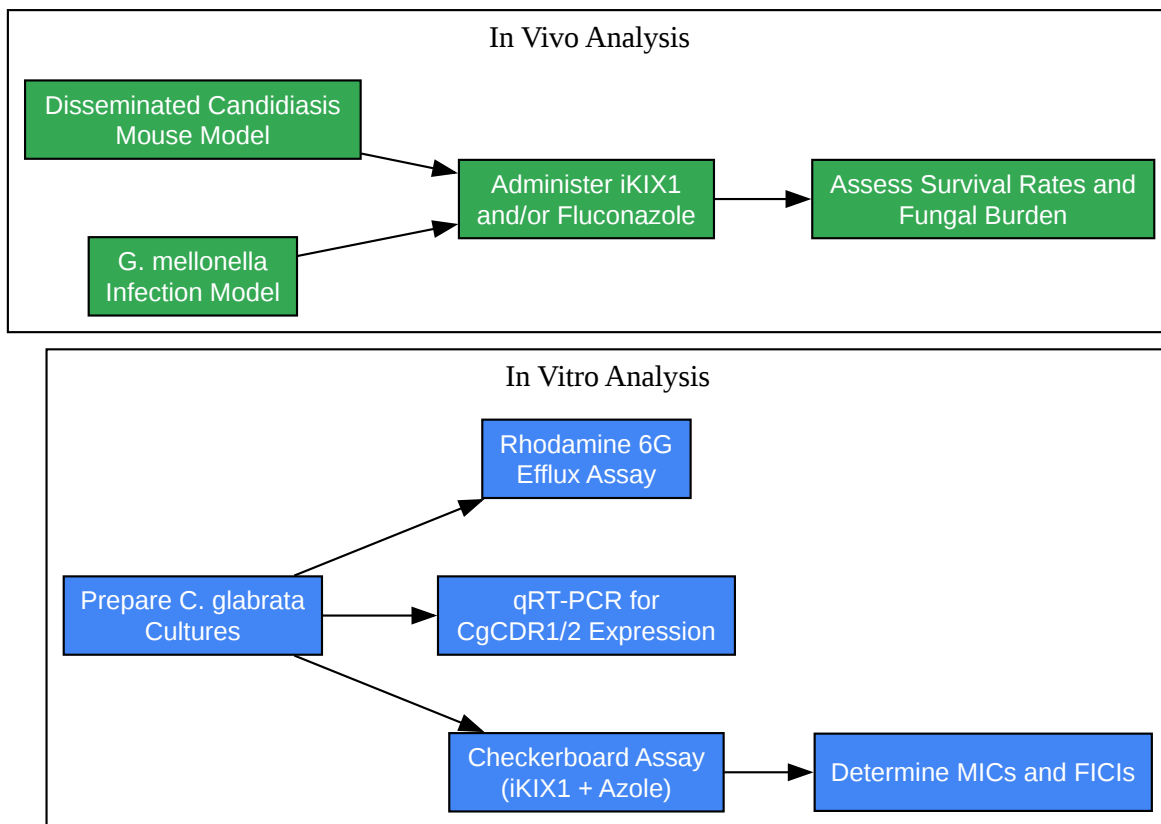 In Vivo Analysis
Disseminated Candidiasis
Mouse Model
G. mellonella
Infection Model
Administer iKIX1
and/or Fluconazole
Assess Survival Rates and
Fungal Burden
In Vitro Analysis
Prepare C. glabrata
Cultures
Rhodamine 6G
Efflux Assay
qRT-PCR for
CgCDR1/2 Expression
Checkerboard Assay
(iKIX1 + Azole)
Determine MICs and FICIs